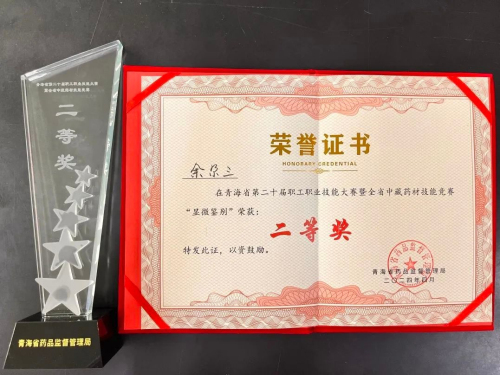 二等奖
青海省药品监督管理局
荣誉证书
HONORARY CREDENTIAL
在青海省第二十届职工职业技能大赛暨全省中藏药材技能竞赛
“显微鉴别”荣获：
二等奖
特发此证，以资鼓励。
青海省药品监督管理局
二〇二四年四月